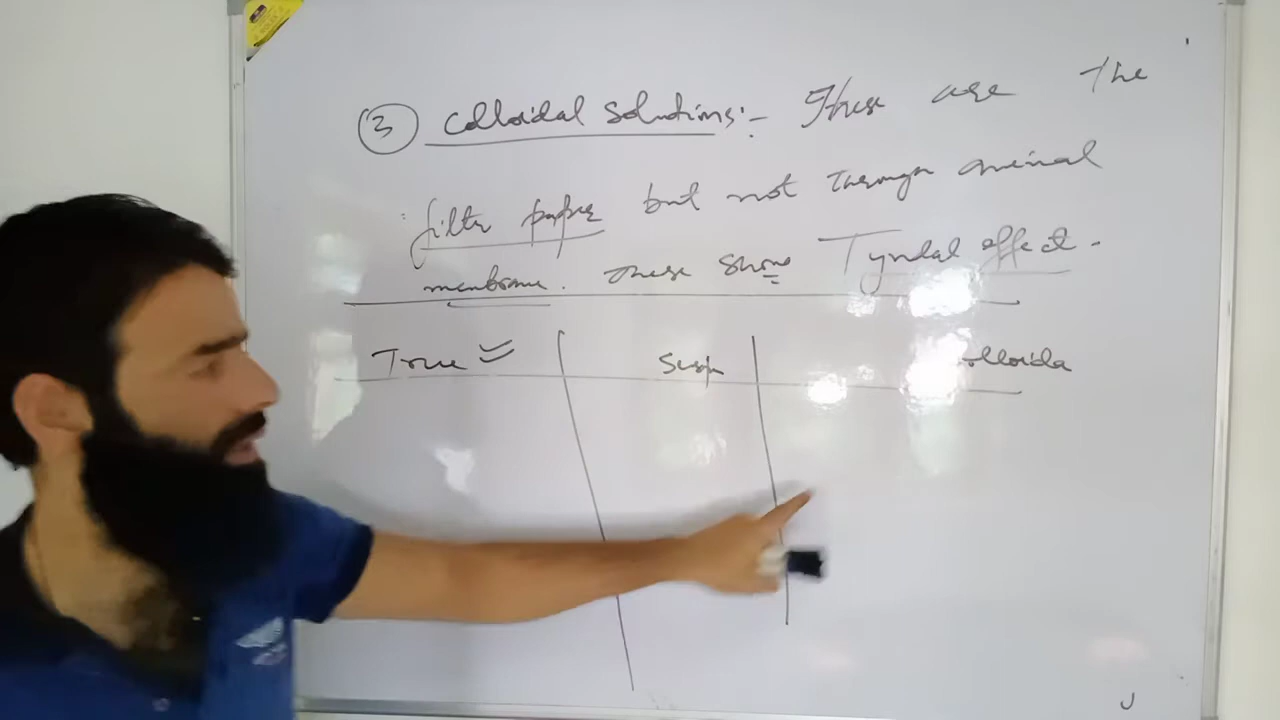 3 Colloidal Solutions:- These are the
filter paper but not through animal
membrane. These show Tyndal effect.
True Susp olloida